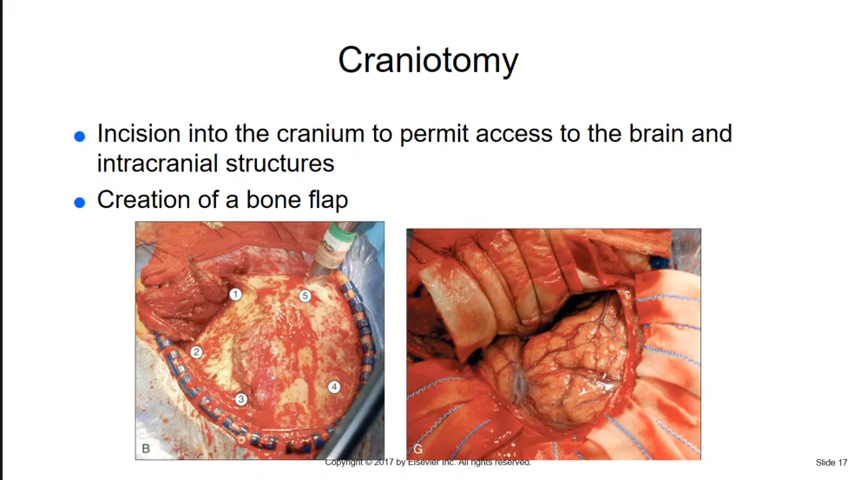 Craniotomy
Incision into the cranium to permit access to the brain and
intracranial structures
Creation of a bone flap
1
5
2
4
3
B
G
Copyright © 2017 by Elsevier Inc. All rights reserved.
Slide 17